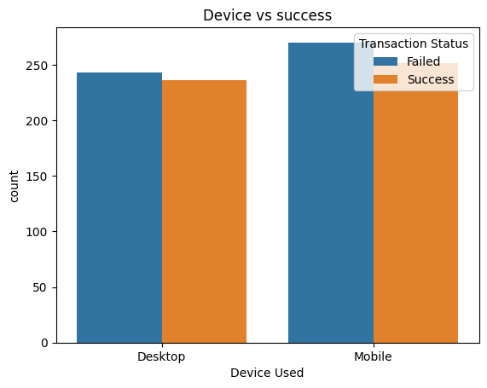 Device vs success
Transaction Status
Failed
Success
count
250
200
150
100
50
0
Desktop
Mobile
Device Used